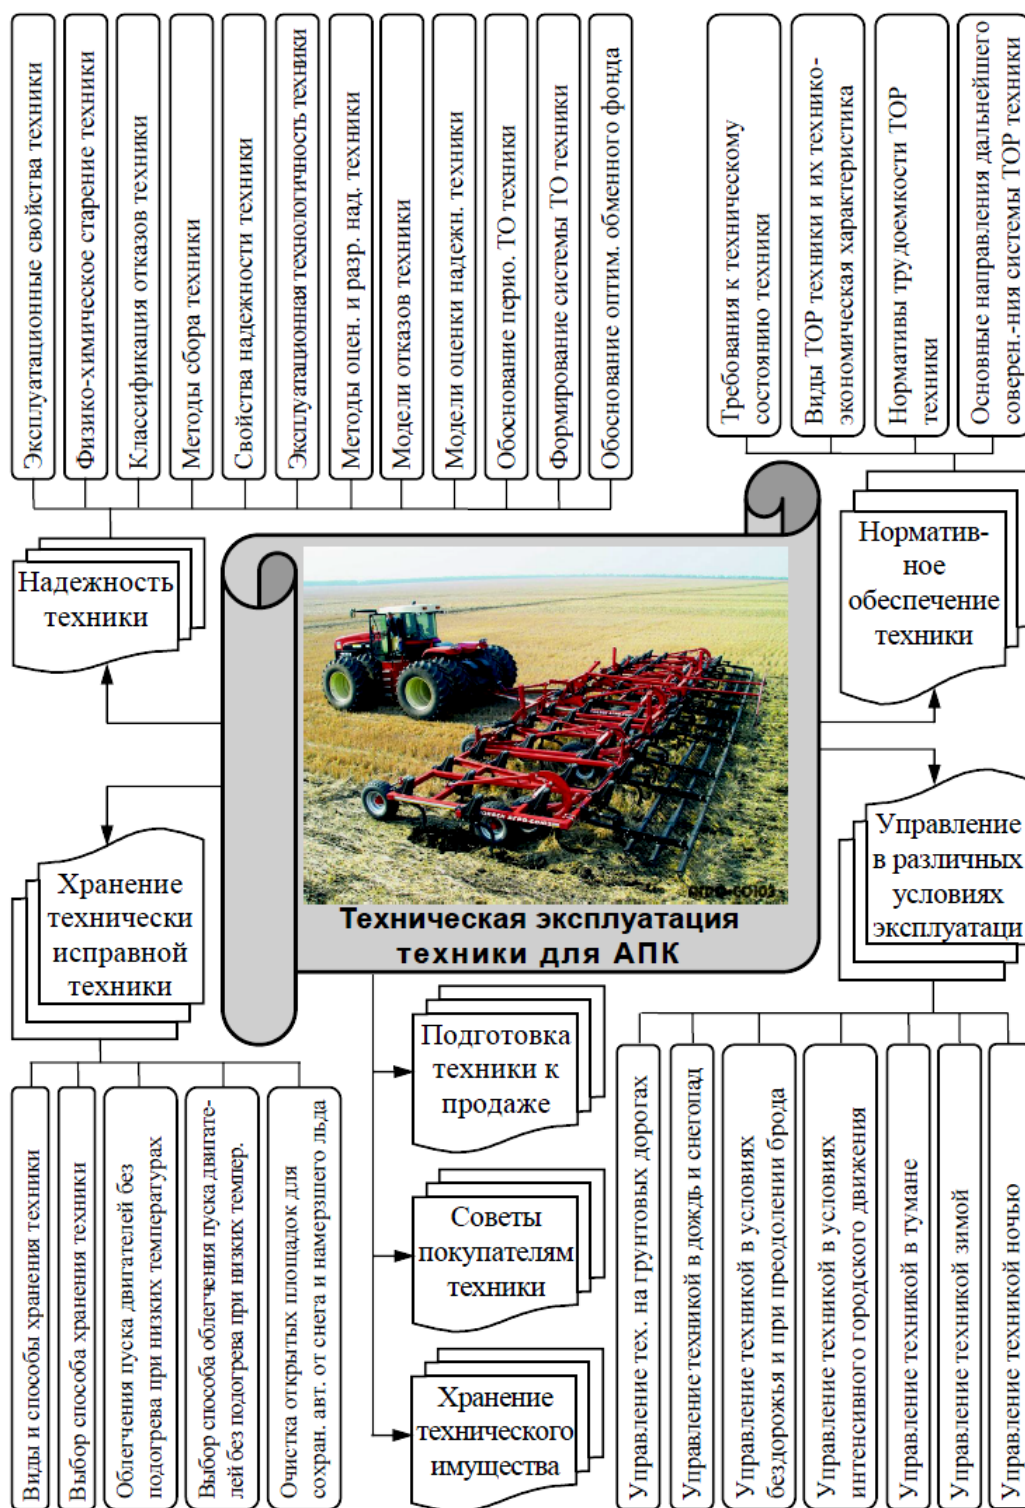 Эксплуатационные свойства техники
Физико-химическое старение техники
Классификация отказов техники
Методы сбора техники
Свойства надежности техники
Эксплуатационная технологичность техники
Методы оцен. и разр. над. техники
Модели отказов техники
Модели оценки надежн. техники
Обоснование перио. ТО техники
Формирование системы ТО техники
Обоснование оптим. обменного фонда
Требования к техническому
состоянию техники
Виды ТОР техники и их технико-
экономическая характеристика
Нормативы трудоемкости ТОР
техники
Основные направления дальнейшего
соверен.-ния системы ТОР техники
Надежность
техники
Норматив-
ное
обеспечение
техники
Техническая эксплуатация
техники для АПК
Хранение
технически
исправной
техники
Управление
в различных
условиях
эксплуатаци
Подготовка
техники к
продаже
Советы
покупателям
техники
Хранение
технического
имущества
Виды и способы хранения техники
Выбор способа хранения техники
Облегчения пуска двигателей без
подогрева при низких температурах
Выбор способа облегчения пуска двигате-
лей без подогрева при низких темпер.
Очистка открытых площадок для
сохран. авт. от снега и намерзшего льда
Управление тех. на грунтовых дорогах
Управление техникой в дождь и снегопад
Управление техникой в условиях
бездорожья и при преодолении брода
Управление техникой в условиях
интенсивного городского движения
Управление техникой в тумане
Управление техникой зимой
Управление техникой ночью